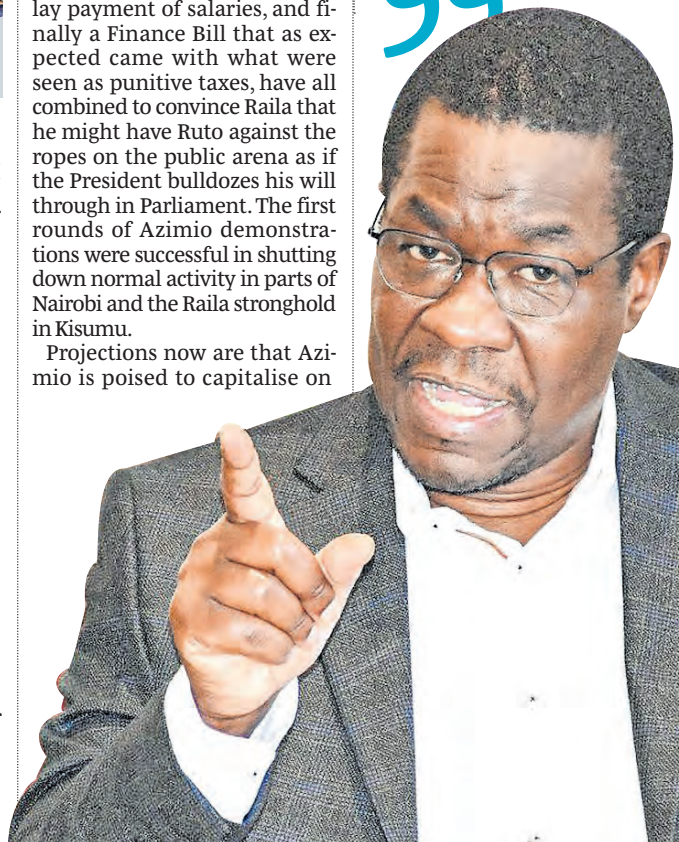 lay payment of salaries, and fi-
nally a Finance Bill that as ex-
pected came with what were
seen as punitive taxes, have all
combined to convince Raila that
he might have Ruto against the
ropes on the public arena as if
the President bulldozes his will
through in Parliament. The first
rounds of Azimio demonstra-
tions were successful in shutting
down normal activity in parts of
Nairobi and the Raila stronghold
in Kisumu.
Projections now are that Azi-
mio is poised to capitalise on